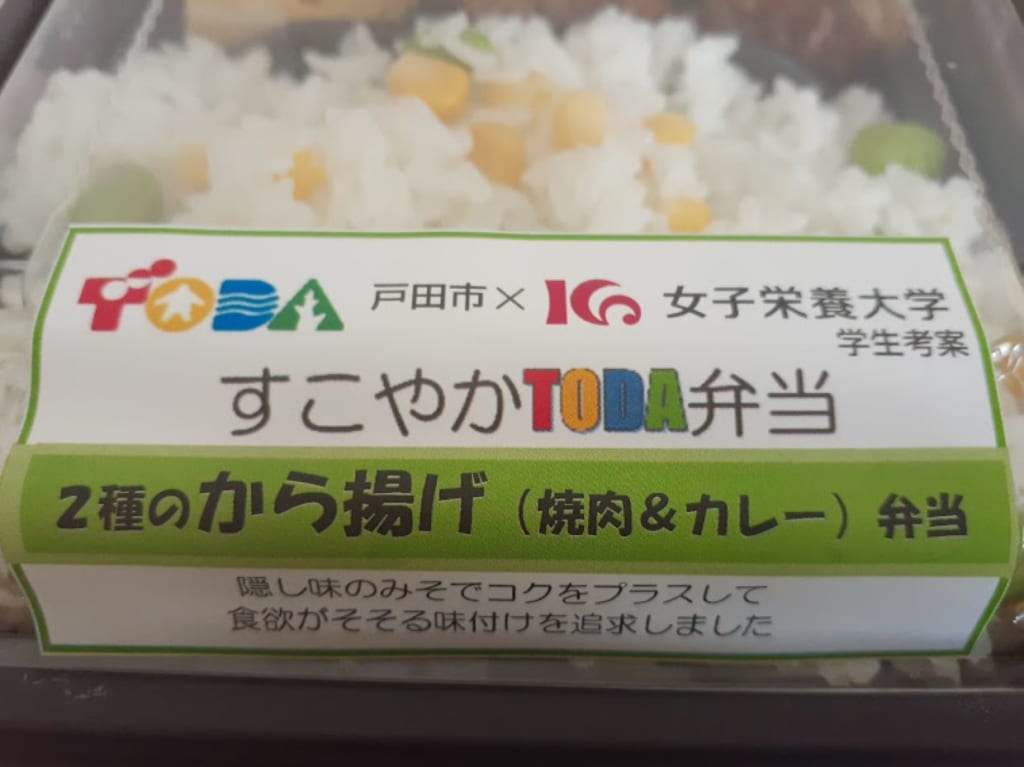 TODA 戸田市×女子栄養大学
学生考案
すこやかTODA弁当
2種のから揚げ(焼肉&カレー)弁当
隠し味のみそでコクをプラスして
食欲がそそる味付けを追求しました